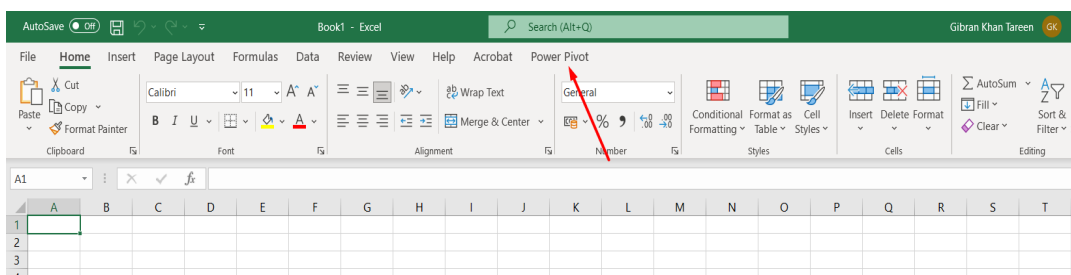 AutoSave Off Book1 - Excel Search (Alt+Q) Gibran Khan Tareen GK
File Home Insert Page Layout Formulas Data Review View Help Acrobat Power Pivot
Cut
Copy
Format Painter
Paste
Clipboard
Calibri 11 A^ A˅
B I U A
Font
ab Wrap Text
Merge & Center
Alignment
General
% 9 .00
Number
Conditional Formatting
Format as Table
Cell Styles
Styles
Insert Delete Format
Cells
AutoSum
Fill
Clear
Sort &
Filter
Editing
A1 fx
A B C D E F G H I J K L M N O P Q R S T
1
2
3